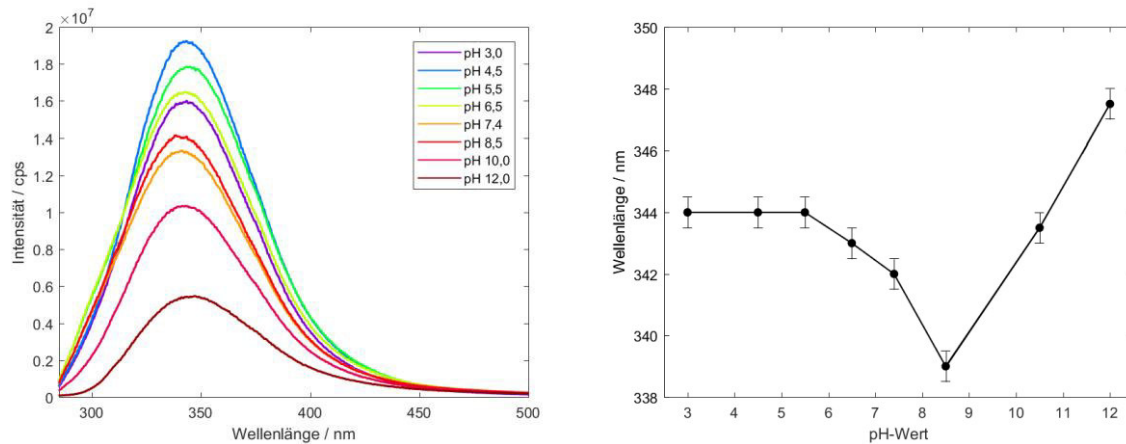 ×10⁷
2
1.8
1.6
1.4
1.2
1
0.8
0.6
0.4
0.2
0
Intensität / cps
300
350
400
450
500
Wellenlänge / nm
pH 3,0
pH 4,5
pH 5,5
pH 6,5
pH 7,4
pH 8,5
pH 10,0
pH 12,0
350
348
346
344
342
340
338
Wellenlänge / nm
3
4
5
6
7
8
9
10
11
12
pH-Wert